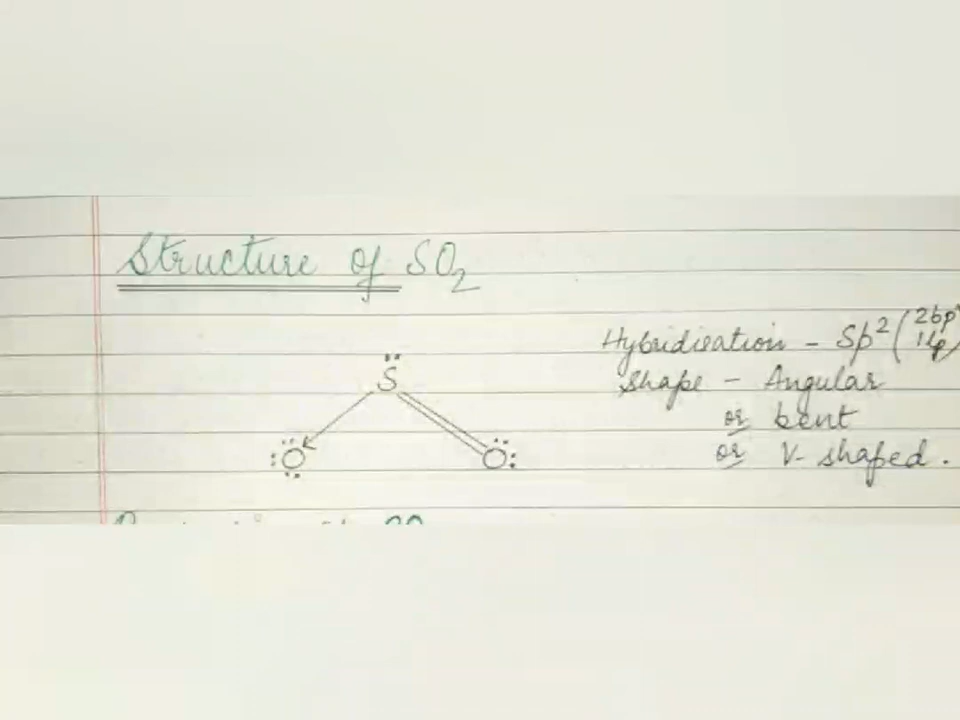 Structure of SO2
Hybridisation - Sp2 (2bp
1lp)
Shape - Angular
S
or bent
:O
O:
or V-shaped.